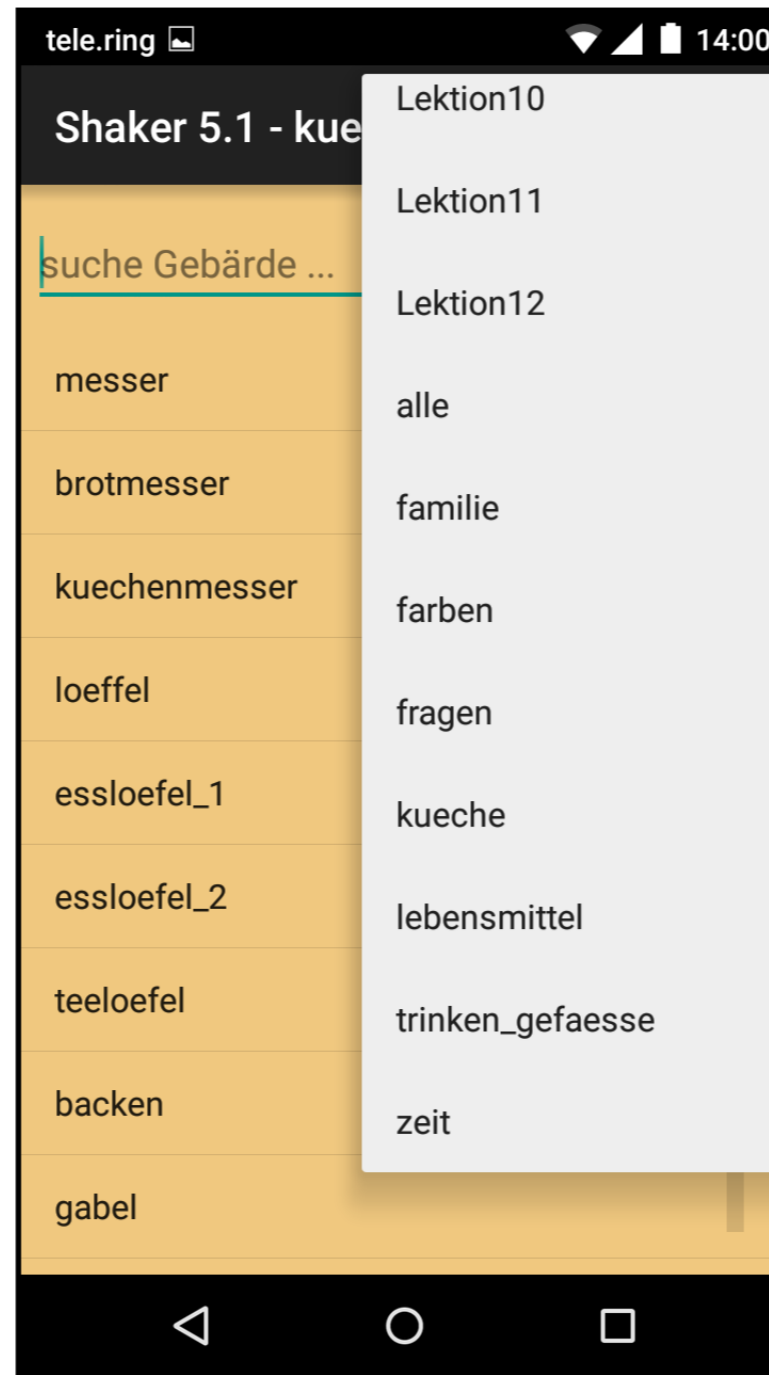 tele.ring 14:00
Shaker 5.1 - kue
suche Gebärde ...
messer
brotmesser
kuechenmesser
loeffel
essloefel_1
essloefel_2
teeloefel
backen
gabel
Lektion10
Lektion11
Lektion12
alle
familie
farben
fragen
kueche
lebensmittel
trinken_gefaesse
zeit